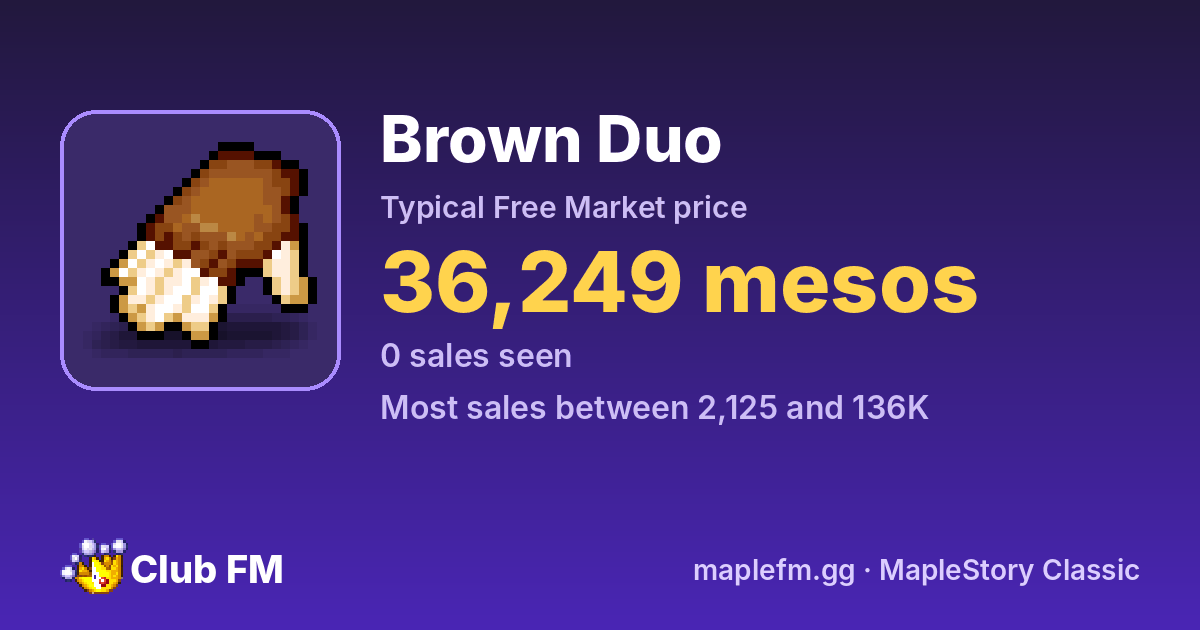 Brown Duo
Typical Free Market price
36,249 mesos
0 sales seen
Most sales between 2,125 and 136K
Club FM
maplefm.gg · MapleStory Classic